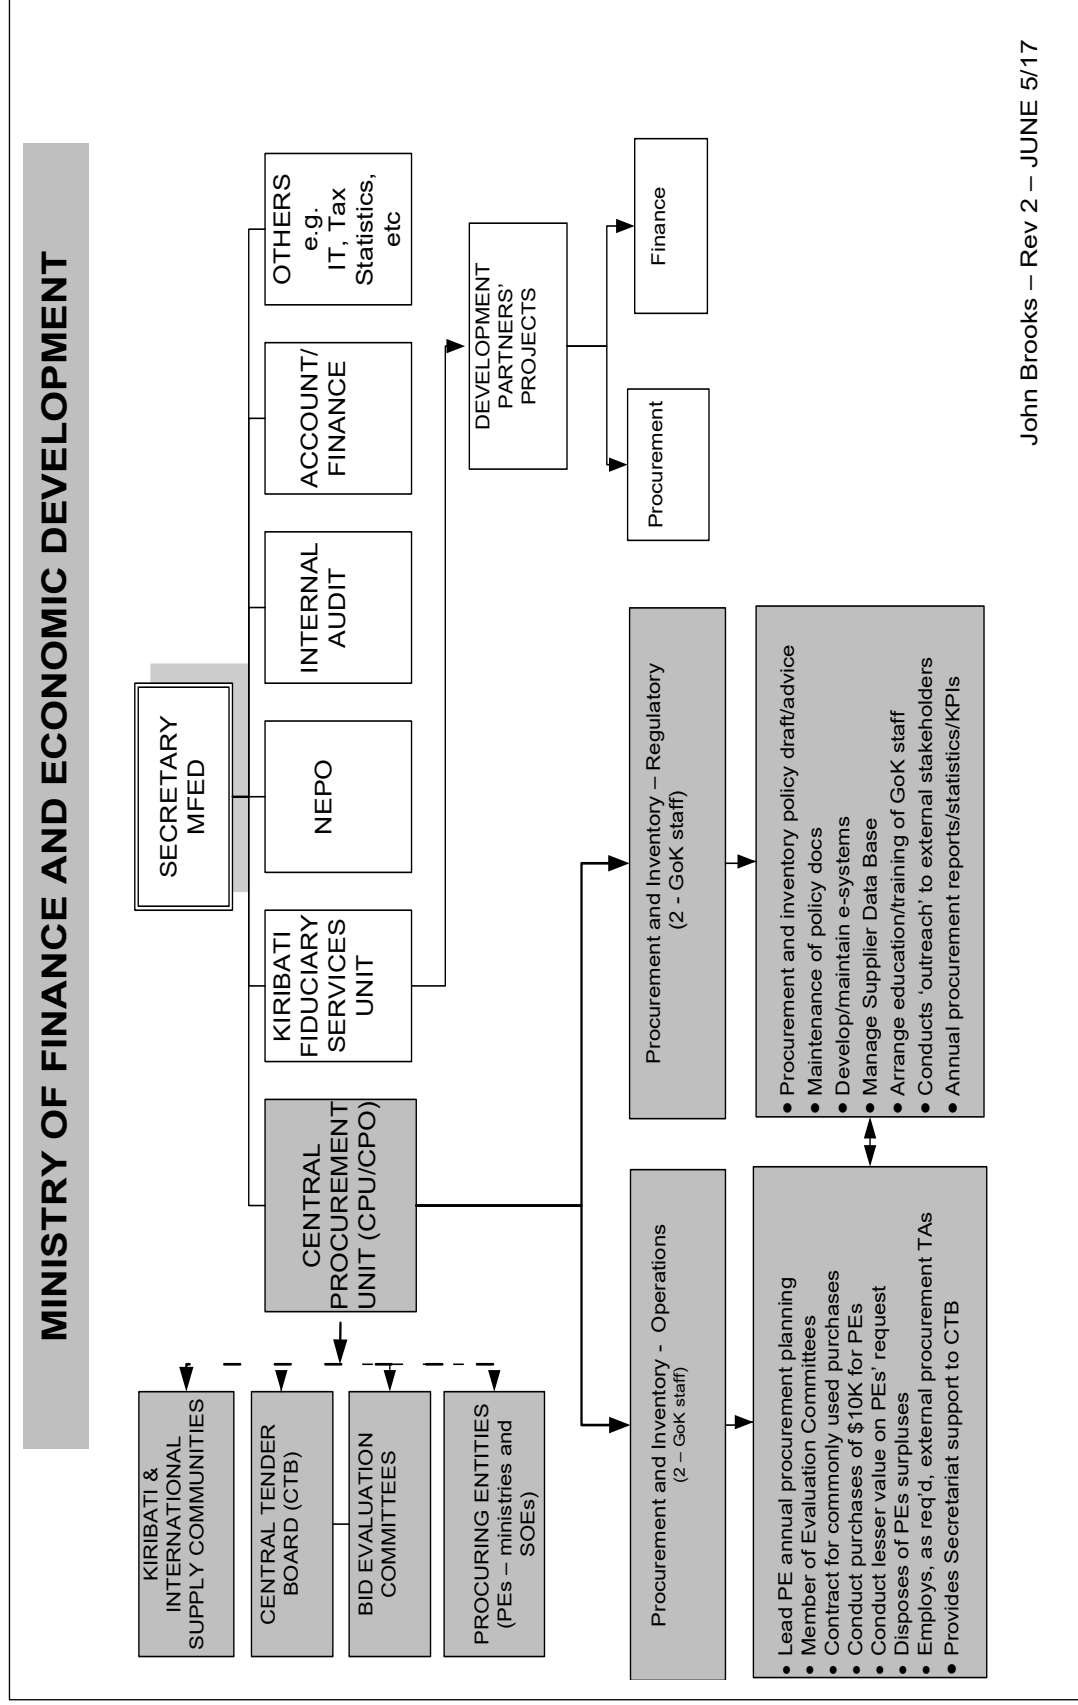 MINISTRY OF FINANCE AND ECONOMIC DEVELOPMENT
SECRETARY
MFED
CENTRAL
PROCUREMENT
UNIT (CPU/CPO)
KIRIBATI
FIDUCIARY
SERVICES
UNIT
NEPO
INTERNAL
AUDIT
ACCOUNT/
FINANCE
OTHERS
e.g.
IT, Tax
Statistics,
etc
KIRIBATI &
INTERNATIONAL
SUPPLY COMMUNITIES
CENTRAL TENDER
BOARD (CTB)
BID EVALUATION
COMMITTEES
PROCURING ENTITIES
(PEs – ministries and
SOEs)
DEVELOPMENT
PARTNERS’
PROJECTS
Procurement
Finance
Procurement and Inventory - Operations
(2 – GoK staff)
Procurement and Inventory – Regulatory
(2 - GoK staff)
● Lead PE annual procurement planning
● Member of Evaluation Committees
● Contract for commonly used purchases
● Conduct purchases of $10K for PEs
● Conduct lesser value on PEs’ request
● Disposes of PEs surpluses
● Employs, as req’d, external procurement TAs
● Provides Secretariat support to CTB
● Procurement and inventory policy draft/advice
● Maintenance of policy docs
● Develop/maintain e-systems
● Manage Supplier Data Base
● Arrange education/training of GoK staff
● Conducts ‘outreach’ to external stakeholders
● Annual procurement reports/statistics/KPIs
John Brooks – Rev 2 – JUNE 5/17